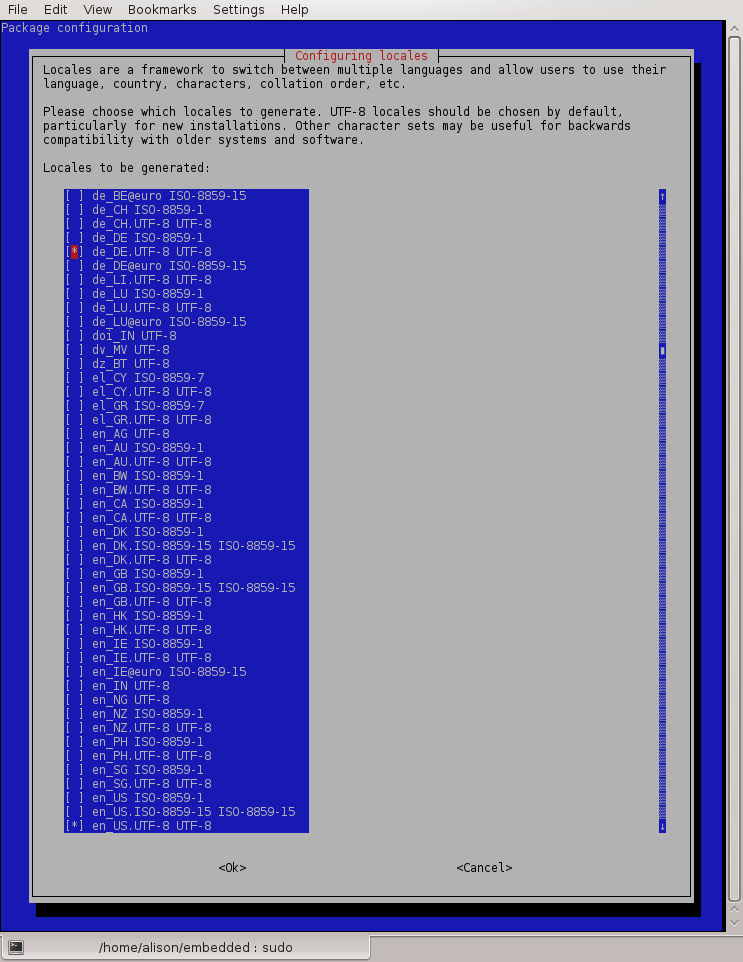 File Edit View Bookmarks Settings Help
Package configuration
Configuring locales
Locales are a framework to switch between multiple languages and allow users to use their
language, country, characters, collation order, etc.
Please choose which locales to generate. UTF-8 locales should be chosen by default,
particularly for new installations. Other character sets may be useful for backwards
compatibility with older systems and software.
Locales to be generated:
[ ] de_BE@euro ISO-8859-15
[ ] de_CH ISO-8859-1
[ ] de_CH.UTF-8 UTF-8
[ ] de_DE ISO-8859-1
[*] de_DE.UTF-8 UTF-8
[ ] de_DE@euro ISO-8859-15
[ ] de_LI.UTF-8 UTF-8
[ ] de_LU ISO-8859-1
[ ] de_LU.UTF-8 UTF-8
[ ] de_LU@euro ISO-8859-15
[ ] doi_IN UTF-8
[ ] dv_MV UTF-8
[ ] dz_BT UTF-8
[ ] el_CY ISO-8859-7
[ ] el_CY.UTF-8 UTF-8
[ ] el_GR ISO-8859-7
[ ] el_GR.UTF-8 UTF-8
[ ] en_AG UTF-8
[ ] en_AU ISO-8859-1
[ ] en_AU.UTF-8 UTF-8
[ ] en_BW ISO-8859-1
[ ] en_BW.UTF-8 UTF-8
[ ] en_CA ISO-8859-1
[ ] en_CA.UTF-8 UTF-8
[ ] en_DK ISO-8859-1
[ ] en_DK.ISO-8859-15 ISO-8859-15
[ ] en_DK.UTF-8 UTF-8
[ ] en_GB ISO-8859-1
[ ] en_GB.ISO-8859-15 ISO-8859-15
[ ] en_GB.UTF-8 UTF-8
[ ] en_HK ISO-8859-1
[ ] en_HK.UTF-8 UTF-8
[ ] en_IE ISO-8859-1
[ ] en_IE.UTF-8 UTF-8
[ ] en_IE@euro ISO-8859-15
[ ] en_IN UTF-8
[ ] en_NG UTF-8
[ ] en_NZ ISO-8859-1
[ ] en_NZ.UTF-8 UTF-8
[ ] en_PH ISO-8859-1
[ ] en_PH.UTF-8 UTF-8
[ ] en_SG ISO-8859-1
[ ] en_SG.UTF-8 UTF-8
[ ] en_US ISO-8859-1
[ ] en_US.ISO-8859-15 ISO-8859-15
[*] en_US.UTF-8 UTF-8
<Ok> <Cancel>
/home/alison/embedded : sudo